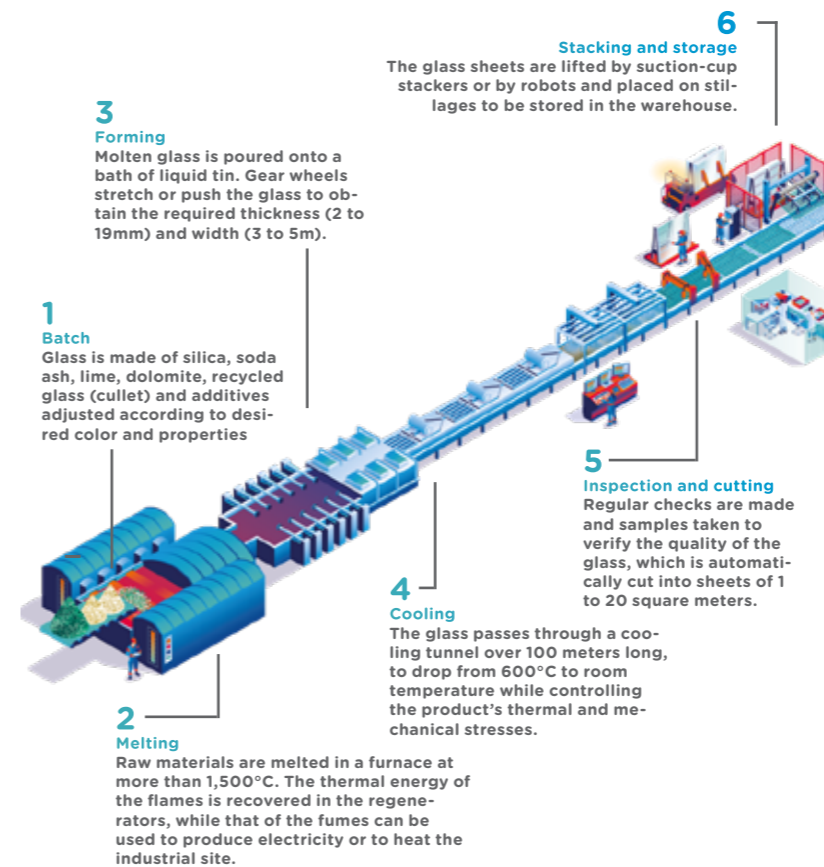 1
Batch
Glass is made of silica, soda
ash, lime, dolomite, recycled
glass (cullet) and additives
adjusted according to desi-
red color and properties
2
Melting
Raw materials are melted in a furnace at
more than 1,500°C. The thermal energy of
the flames is recovered in the regene-
rators, while that of the fumes can be
used to produce electricity or to heat the
industrial site.
3
Forming
Molten glass is poured onto a
bath of liquid tin. Gear wheels
stretch or push the glass to ob-
tain the required thickness (2 to
19mm) and width (3 to 5m).
4
Cooling
The glass passes through a coo-
ling tunnel over 100 meters long,
to drop from 600°C to room
temperature while controlling
the product's thermal and me-
chanical stresses.
5
Inspection and cutting
Regular checks are made
and samples taken to
verify the quality of the
glass, which is automati-
cally cut into sheets of 1
to 20 square meters.
6
Stacking and storage
The glass sheets are lifted by suction-cup
stackers or by robots and placed on stil-
lages to be stored in the warehouse.